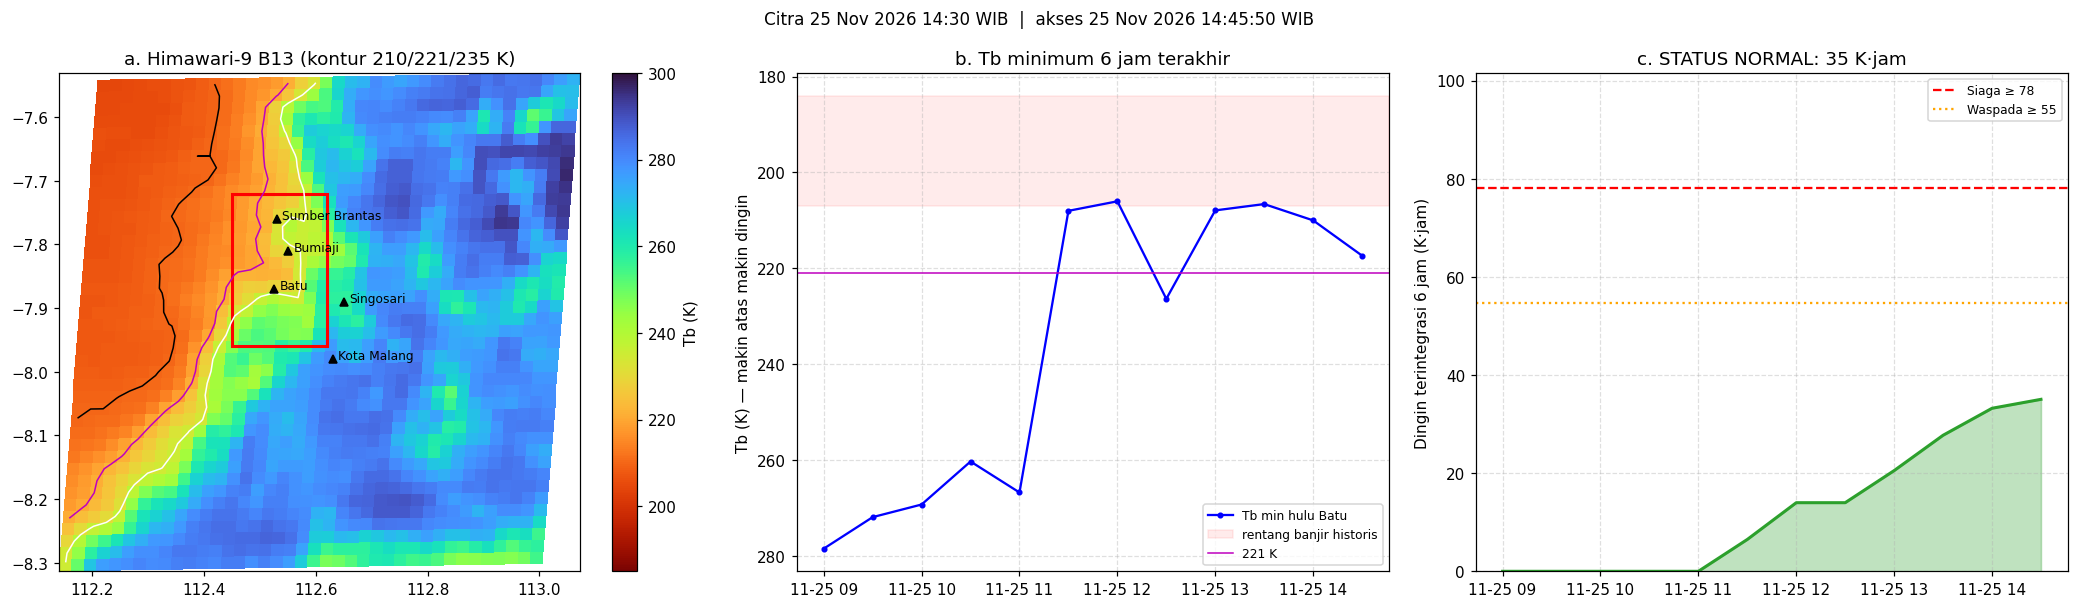 Citra 25 Nov 2026 14:30 WIB | akses 25 Nov 2026 14:45:50 WIB
a. Himawari-9 B13 (kontur 210/221/235 K)
−7.6
−7.7
−7.8
−7.9
−8.0
−8.1
−8.2
−8.3
112.2
112.4
112.6
112.8
113.0
Sumber Brantas
Bumiaji
Batu
Singosari
Kota Malang
300
280
260
240
220
200
Tb (K)
b. Tb minimum 6 jam terakhir
Tb (K) — makin atas makin dingin
180
200
220
240
260
280
11-25 09
11-25 10
11-25 11
11-25 12
11-25 13
11-25 14
Tb min hulu Batu
rentang banjir historis
221 K
c. STATUS NORMAL: 35 K·jam
Dingin terintegrasi 6 jam (K·jam)
100
80
60
40
20
0
11-25 09
11-25 10
11-25 11
11-25 12
11-25 13
11-25 14
Siaga ≥ 78
Waspada ≥ 55